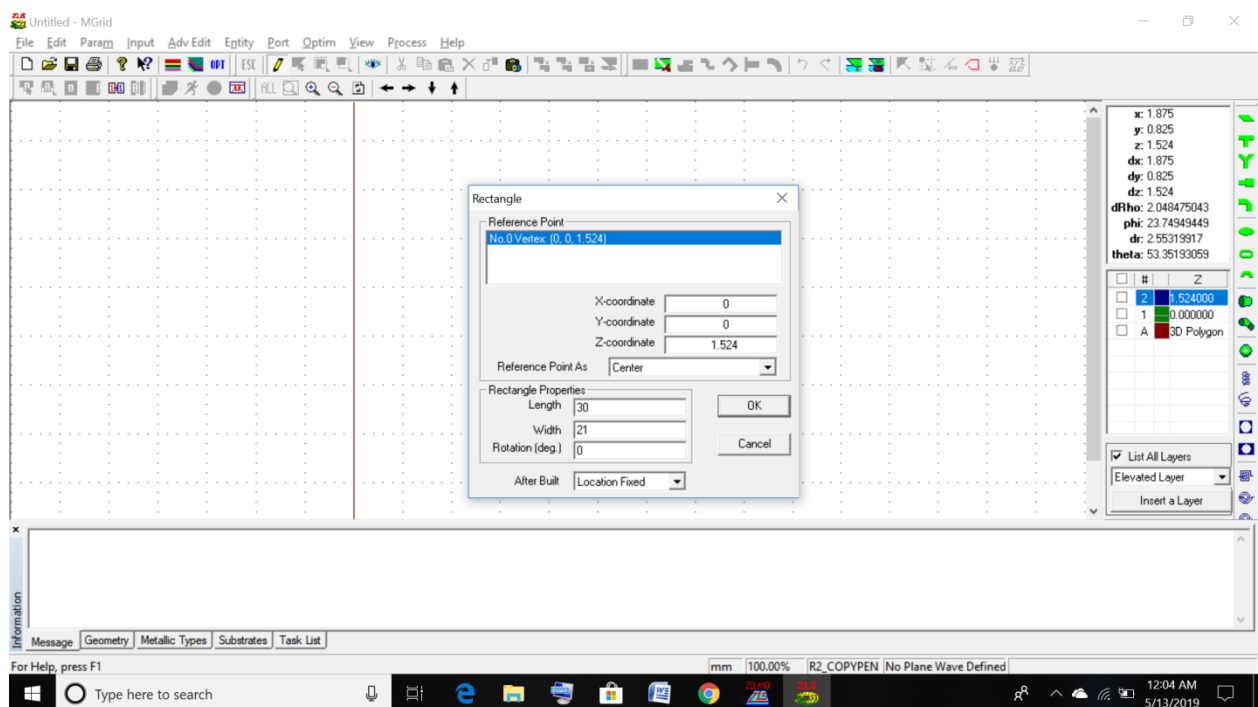 Untitled - MGrid
File Edit Param Input Adv Edit Entity Port Optim View Process Help
OPT ESC
ALL
x: 1.875
y: 0.825
z: 1.524
dx: 1.875
dy: 0.825
dz: 1.524
dRho: 2.048475043
phi: 23.74949449
dr: 2.55319917
theta: 53.35193059
# Z
2 1.524000
1 0.000000
A 3D Polygon
List All Layers
Elevated Layer
Insert a Layer
Rectangle
Reference Point
No.0 Vertex: (0, 0, 1.524)
X-coordinate 0
Y-coordinate 0
Z-coordinate 1.524
Reference Point As Center
Rectangle Properties
Length 30
Width 21
Rotation (deg.) 0
OK
Cancel
After Built Location Fixed
Information
Message Geometry Metallic Types Substrates Task List
For Help, press F1
mm 100.00% R2_COPYPEN No Plane Wave Defined
Type here to search
12:04 AM
5/13/2019